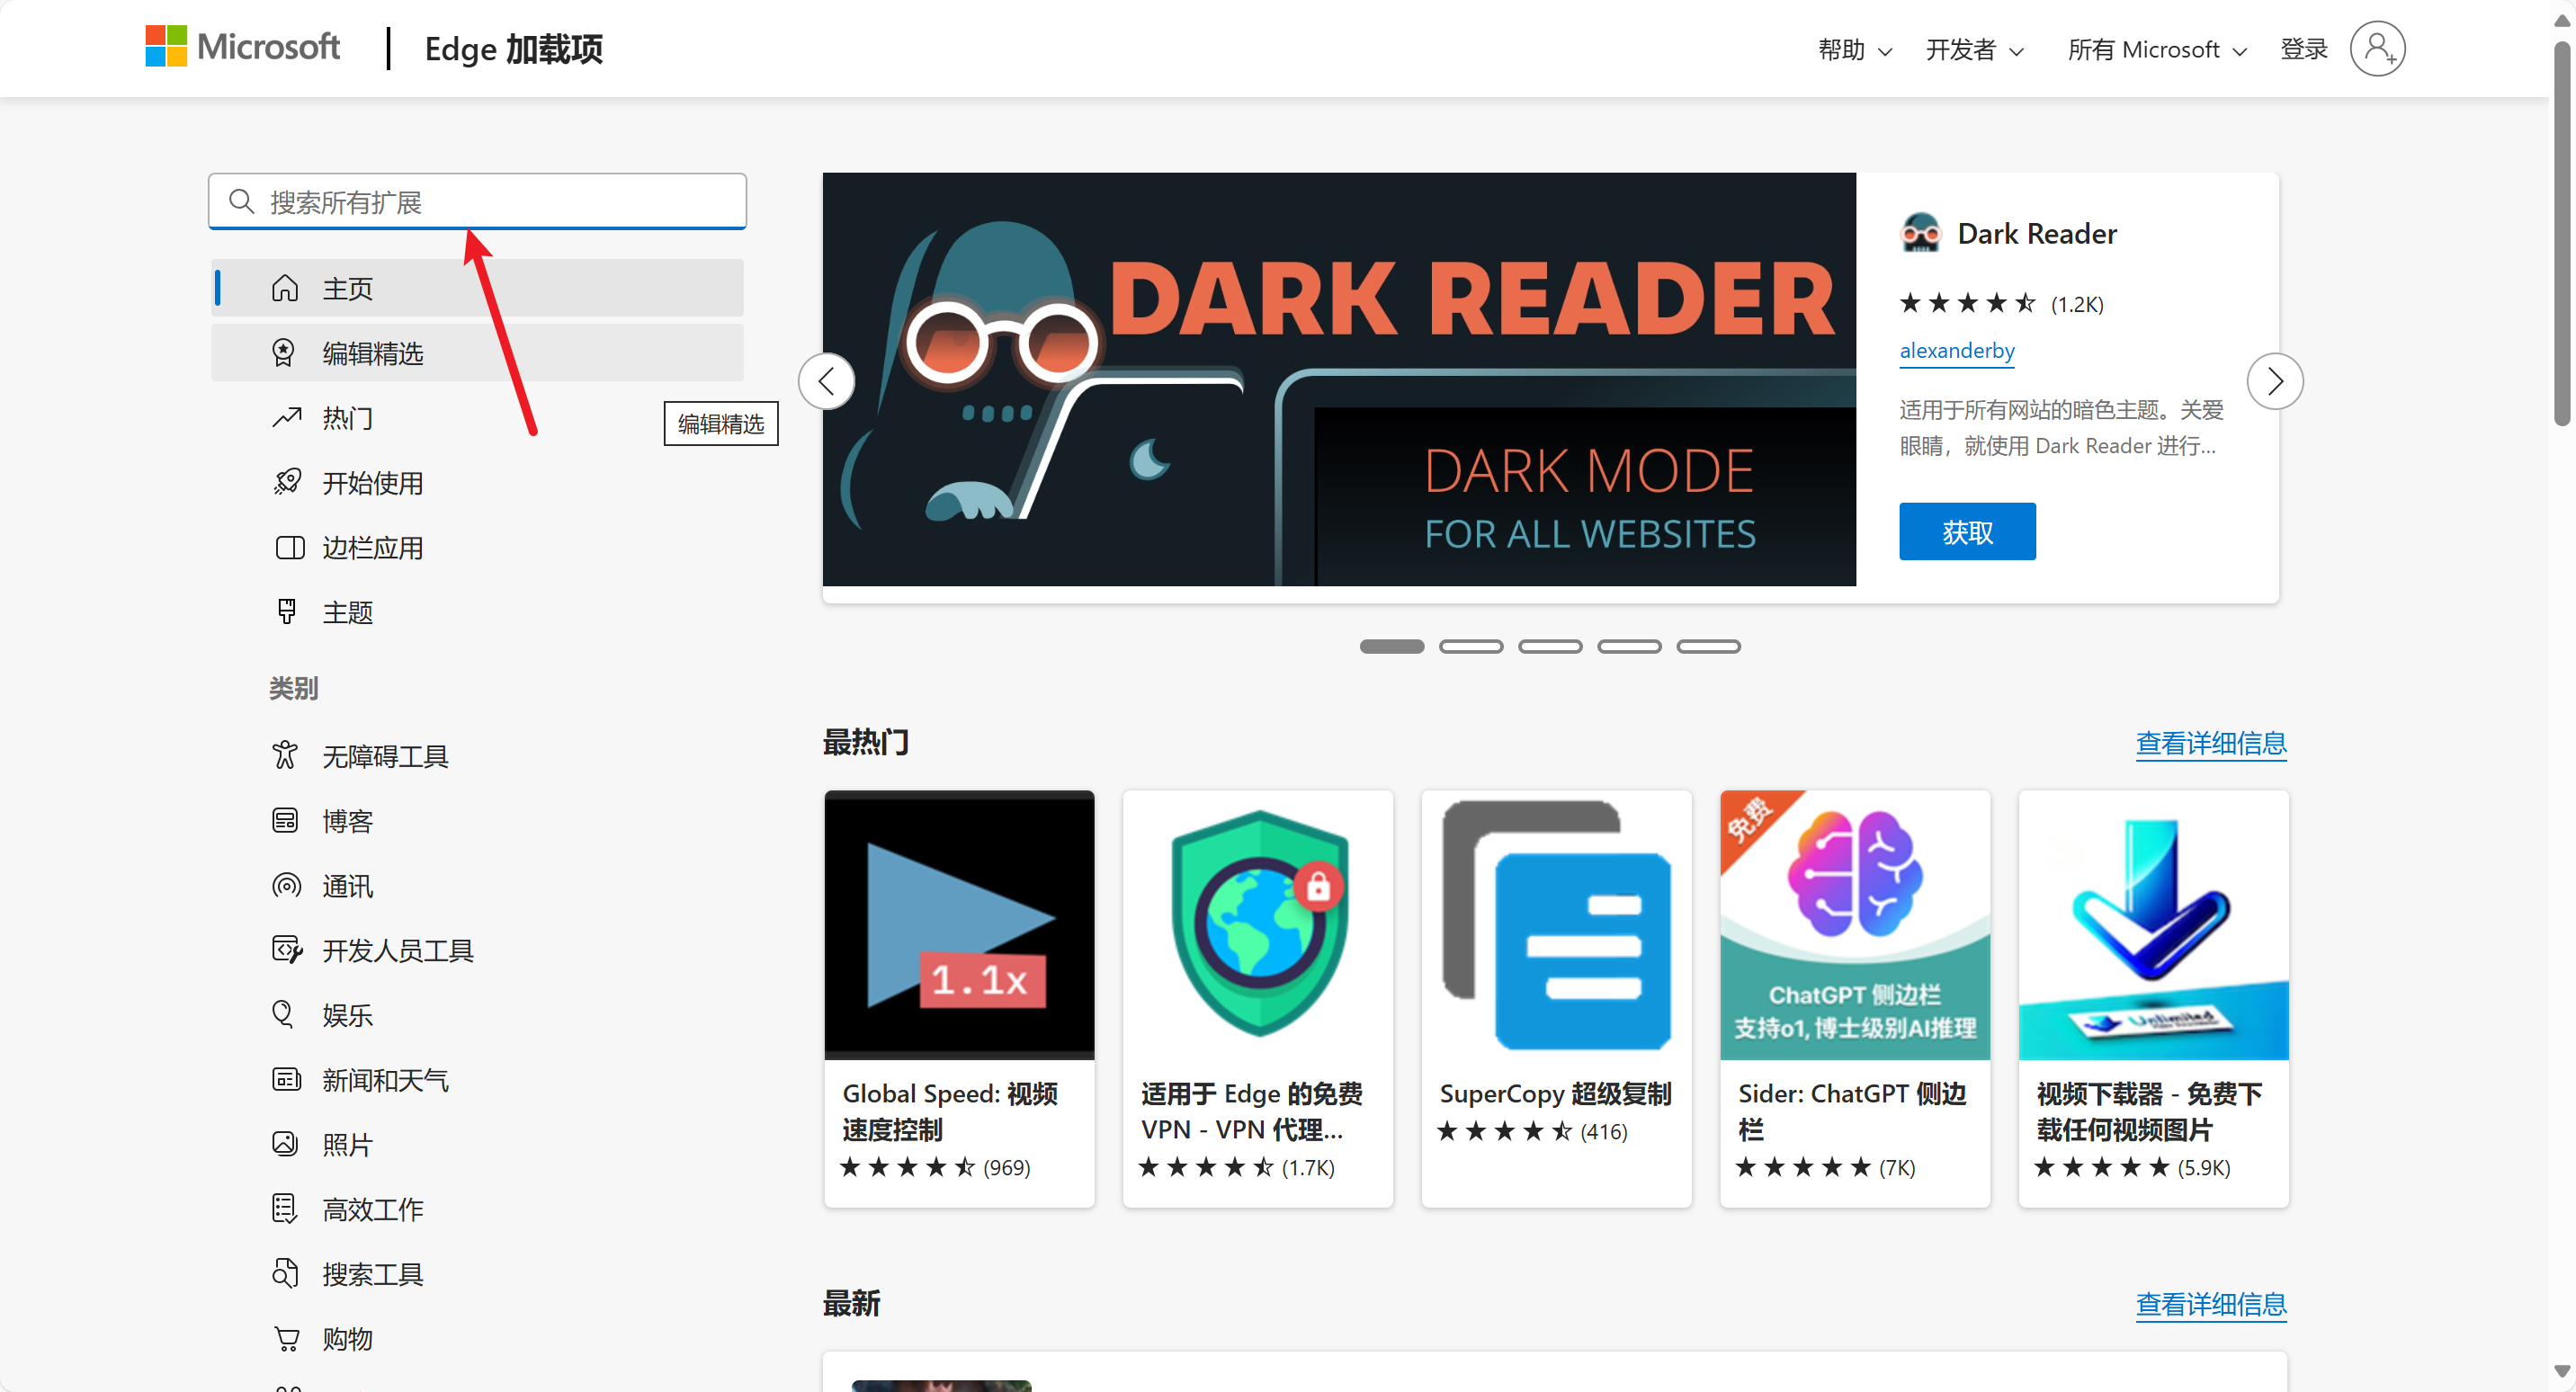 Microsoft
Edge 加载项
帮助
开发者
所有 Microsoft
登录
搜索所有扩展
主页
编辑精选
热门
编辑精选
开始使用
边栏应用
主题
类别
无障碍工具
博客
通讯
开发人员工具
娱乐
新闻和天气
照片
高效工作
搜索工具
购物
DARK READER
DARK MODE
FOR ALL WEBSITES
Dark Reader
(1.2K)
alexanderby
适用于所有网站的暗色主题。关爱
眼睛，就使用 Dark Reader 进行...
获取
最热门
查看详细信息
1.1x
Global Speed: 视频
速度控制
(969)
适用于 Edge 的免费
VPN - VPN 代理...
(1.7K)
SuperCopy 超级复制
(416)
免费
ChatGPT 侧边栏
支持o1, 博士级别AI推理
Sider: ChatGPT 侧边
栏
(7K)
Unlimited
视频下载器 - 免费下
载任何视频图片
(5.9K)
最新
查看详细信息